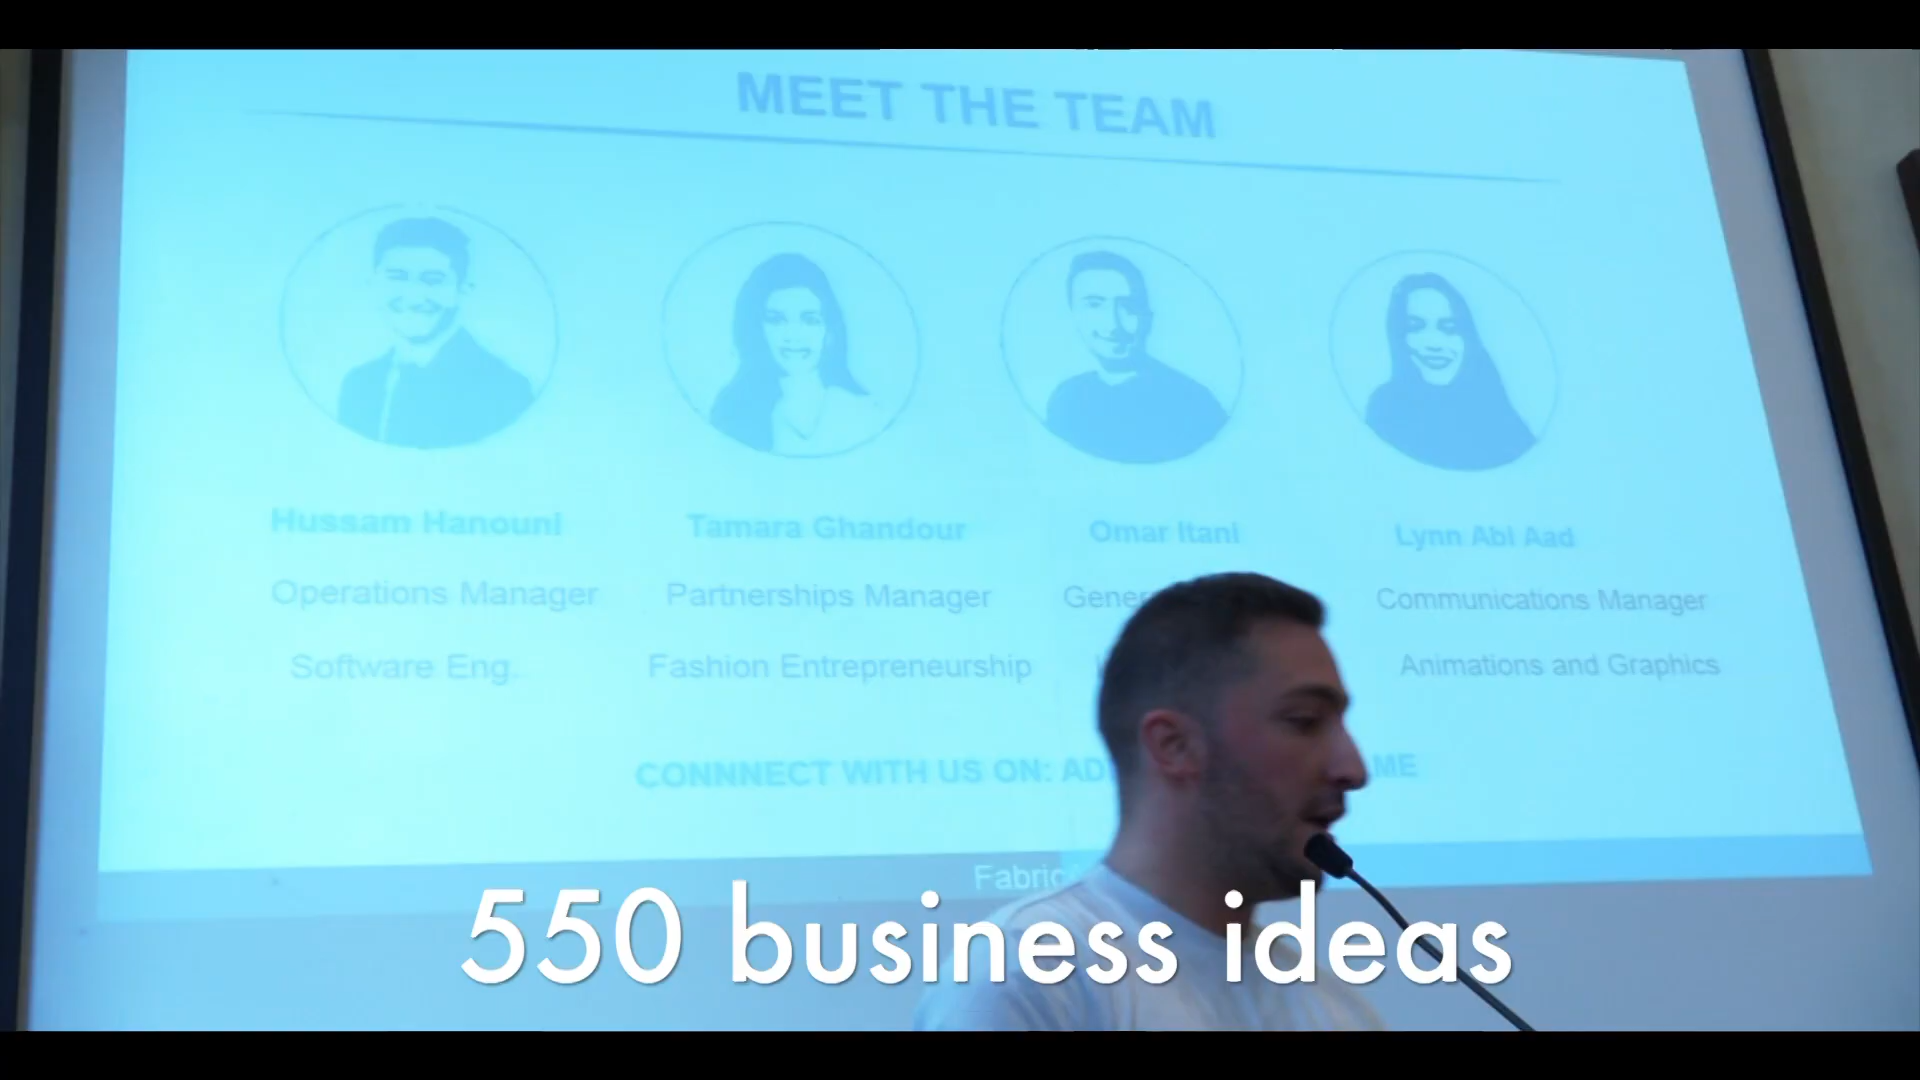 MEET THE TEAM
Hussam Hanouni Tamara Ghandour Omar Itani Lynn Abi Aad
Operations Manager Partnerships Manager Communications Manager
Software Eng. Fashion Entrepreneurship Animations and Graphics
CONNNECT WITH US ON:
550 business ideas